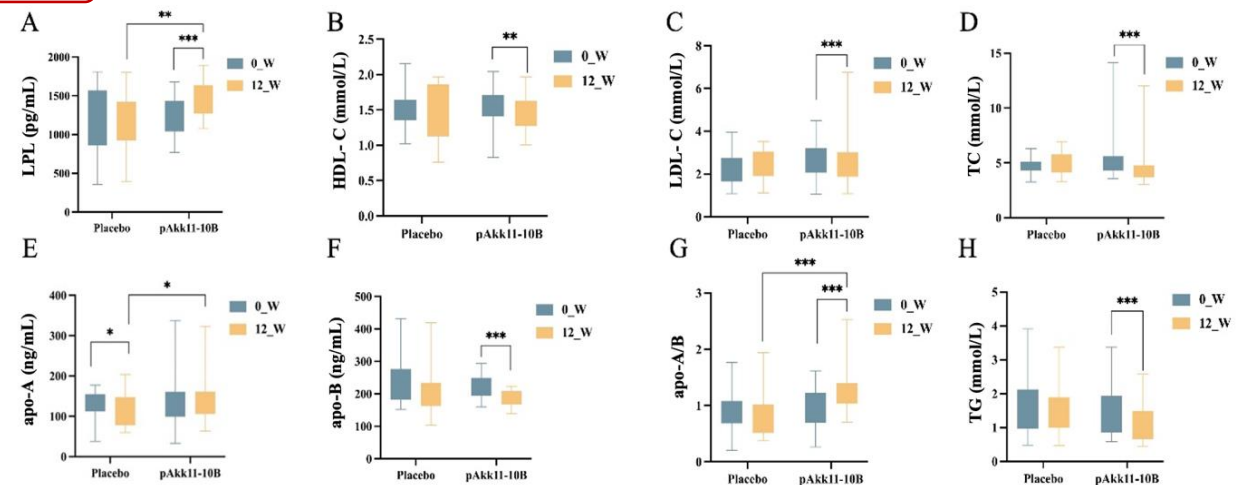 A
LPL (pg/mL)
2000
1500
1000
500
0
**
***
0_W
12_W
Placebo
pAkk11-10B
B
HDL- C (mmol/L)
2.5
2.0
1.5
1.0
0.5
0.0
**
0_W
12_W
Placebo
pAkk11-10B
C
LDL- C (mmol/L)
8
6
4
2
0
***
0_W
12_W
Placebo
pAkk11-10B
D
TC (mmol/L)
15
10
5
0
***
0_W
12_W
Placebo
pAkk11-10B
E
apo-A (ng/mL)
400
300
200
100
0
*
*
0_W
12_W
Placebo
pAkk11-10B
F
apo-B (ng/mL)
500
400
300
200
100
0
***
0_W
12_W
Placebo
pAkk11-10B
G
apo-A/B
3
2
1
0
***
***
0_W
12_W
Placebo
pAkk11-10B
H
TG (mmol/L)
5
4
3
2
1
0
***
0_W
12_W
Placebo
pAkk11-10B